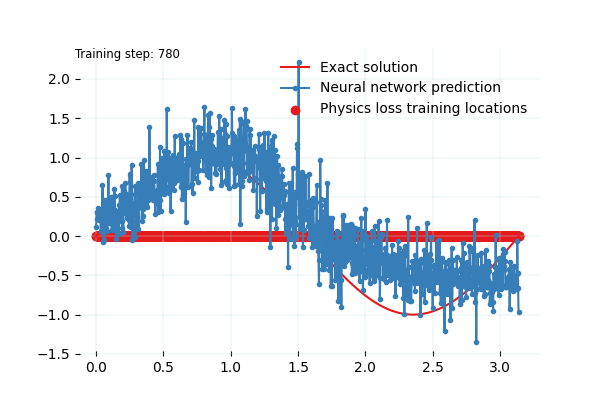 Training step: 780
Exact solution
Neural network prediction
Physics loss training locations
2.0
1.5
1.0
0.5
0.0
−0.5
−1.0
−1.5
0.0 0.5 1.0 1.5 2.0 2.5 3.0